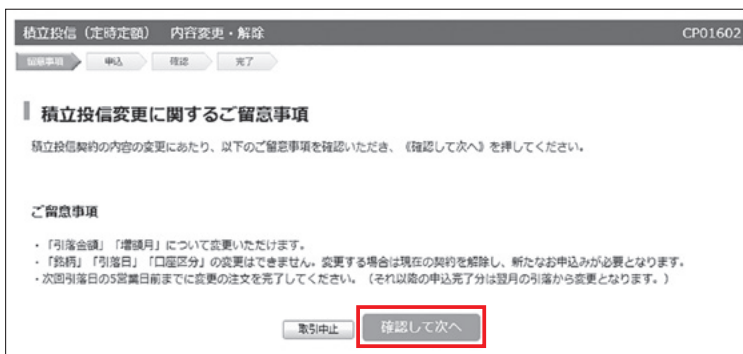 積立投信（定時定額） 内容変更・解除 CP01602
留意事項 申込 確認 完了
積立投信変更に関するご留意事項
積立投信契約の内容の変更にあたり、以下のご留意事項を確認いただき、《確認して次へ》を押してください。
ご留意事項
・「引落金額」「増額月」について変更いただけます。
・「銘柄」「引落日」「口座区分」の変更はできません。変更する場合は現在の契約を解除し、新たなお申込みが必要となります。
・次回引落日の5営業日前までに変更の注文を完了してください。（それ以降の申込完了分は翌月の引落から変更となります。）
取引中止 確認して次へ